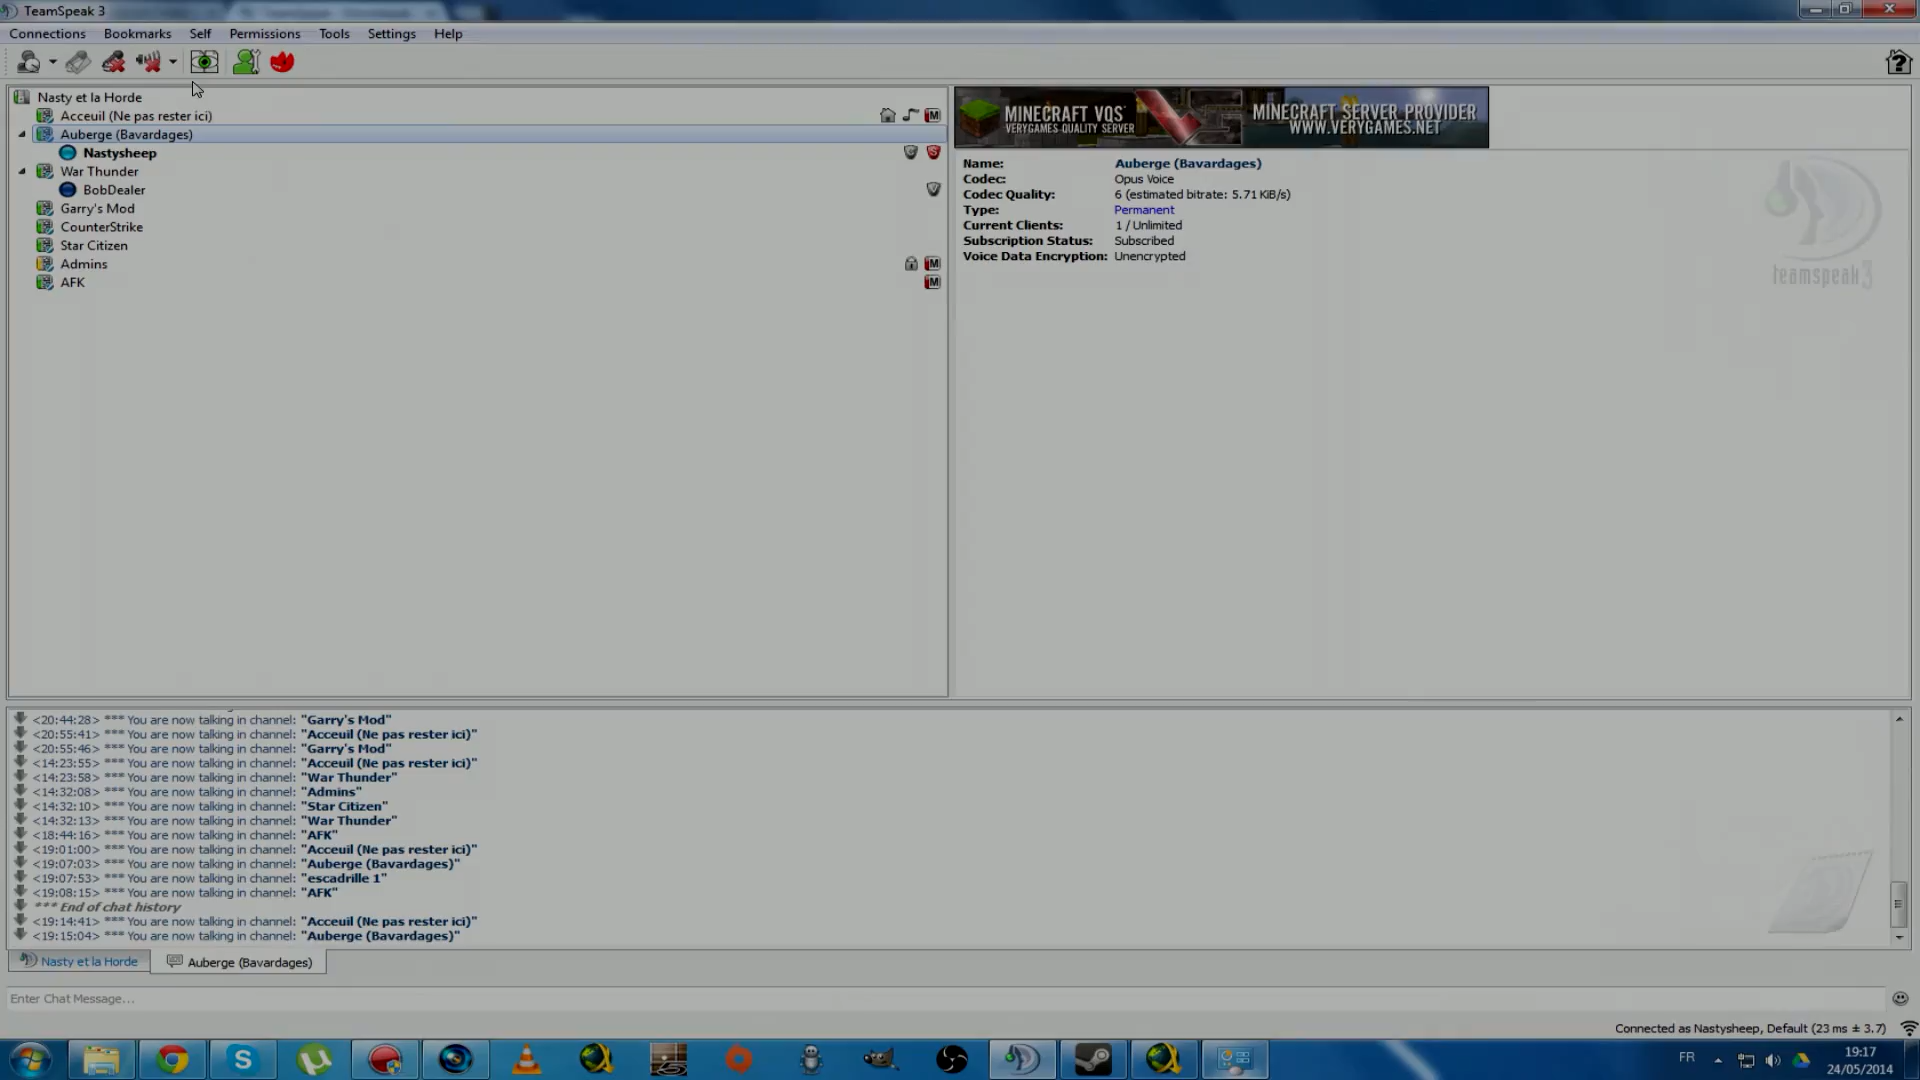 TeamSpeak 3
Connections Bookmarks Self Permissions Tools Settings Help
Nasty et la Horde
Acceuil (Ne pas rester ici)
Auberge (Bavardages)
Nastysheep
War Thunder
BobDealer
Garry's Mod
CounterStrike
Star Citizen
Admins
AFK
MINECRAFT VQS
VERYGAMES QUALITY SERVER
MINECRAFT SERVER PROVIDER
WWW.VERYGAMES.NET
Name: Auberge (Bavardages)
Codec: Opus Voice
Codec Quality: 6 (estimated bitrate: 5.71 KiB/s)
Type: Permanent
Current Clients: 1 / Unlimited
Subscription Status: Subscribed
Voice Data Encryption: Unencrypted
teamspeak3
<20:44:28> *** You are now talking in channel: "Garry's Mod"
<20:55:41> *** You are now talking in channel: "Acceuil (Ne pas rester ici)"
<20:55:46> *** You are now talking in channel: "Garry's Mod"
<14:23:55> *** You are now talking in channel: "Acceuil (Ne pas rester ici)"
<14:23:58> *** You are now talking in channel: "War Thunder"
<14:32:08> *** You are now talking in channel: "Admins"
<14:32:10> *** You are now talking in channel: "Star Citizen"
<14:32:13> *** You are now talking in channel: "War Thunder"
<18:44:16> *** You are now talking in channel: "AFK"
<19:01:00> *** You are now talking in channel: "Acceuil (Ne pas rester ici)"
<19:07:03> *** You are now talking in channel: "Auberge (Bavardages)"
<19:07:53> *** You are now talking in channel: "escadrille 1"
<19:08:15> *** You are now talking in channel: "AFK"
*** End of chat history
<19:14:41> *** You are now talking in channel: "Acceuil (Ne pas rester ici)"
<19:15:04> *** You are now talking in channel: "Auberge (Bavardages)"
Nasty et la Horde Auberge (Bavardages)
Enter Chat Message...
Connected as Nastysheep, Default (23 ms ± 3.7)
FR 19:17
24/05/2014